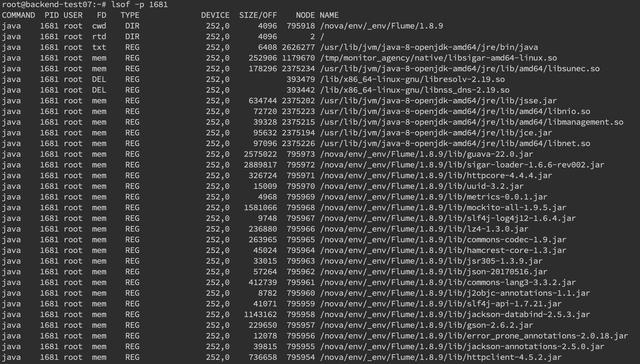 root@backend-test07:~# lsof -p 1681
COMMAND PID USER FD TYPE DEVICE SIZE/OFF NODE NAME
java 1681 root cwd DIR 252,0 4096 795918 /nova/env/_env/Flume/1.8.9
java 1681 root rtd DIR 252,0 4096 2 /
java 1681 root txt REG 252,0 6408 2626277 /usr/lib/jvm/java-8-openjdk-amd64/jre/bin/java
java 1681 root mem REG 252,0 252906 1179670 /tmp/monitor_agency/native/libsigar-amd64-linux.so
java 1681 root mem REG 252,0 178296 2375234 /usr/lib/jvm/java-8-openjdk-amd64/jre/lib/amd64/libsunec.so
java 1681 root DEL REG 252,0 393479 /lib/x86_64-linux-gnu/libresolv-2.19.so
java 1681 root DEL REG 252,0 393442 /lib/x86_64-linux-gnu/libnss_dns-2.19.so
java 1681 root mem REG 252,0 634744 2375202 /usr/lib/jvm/java-8-openjdk-amd64/jre/lib/jsse.jar
java 1681 root mem REG 252,0 72720 2375223 /usr/lib/jvm/java-8-openjdk-amd64/jre/lib/amd64/libnio.so
java 1681 root mem REG 252,0 39328 2375215 /usr/lib/jvm/java-8-openjdk-amd64/jre/lib/amd64/libmanagement.so
java 1681 root mem REG 252,0 95632 2375194 /usr/lib/jvm/java-8-openjdk-amd64/jre/lib/jce.jar
java 1681 root mem REG 252,0 97096 2375226 /usr/lib/jvm/java-8-openjdk-amd64/jre/lib/amd64/libnet.so
java 1681 root mem REG 252,0 2575022 795973 /nova/env/_env/Flume/1.8.9/lib/guava-22.0.jar
java 1681 root mem REG 252,0 2889817 795972 /nova/env/_env/Flume/1.8.9/lib/sigar-loader-1.6.6-rev002.jar
java 1681 root mem REG 252,0 326724 795971 /nova/env/_env/Flume/1.8.9/lib/httpcore-4.4.4.jar
java 1681 root mem REG 252,0 15009 795970 /nova/env/_env/Flume/1.8.9/lib/uuid-3.2.jar
java 1681 root mem REG 252,0 4968 795969 /nova/env/_env/Flume/1.8.9/lib/metrics-0.0.1.jar
java 1681 root mem REG 252,0 1581066 795968 /nova/env/_env/Flume/1.8.9/lib/mockito-all-1.9.5.jar
java 1681 root mem REG 252,0 9748 795967 /nova/env/_env/Flume/1.8.9/lib/slf4j-log4j12-1.6.4.jar
java 1681 root mem REG 252,0 236880 795966 /nova/env/_env/Flume/1.8.9/lib/lz4-1.3.0.jar
java 1681 root mem REG 252,0 263965 795965 /nova/env/_env/Flume/1.8.9/lib/commons-codec-1.9.jar
java 1681 root mem REG 252,0 45024 795964 /nova/env/_env/Flume/1.8.9/lib/hamcrest-core-1.3.jar
java 1681 root mem REG 252,0 33015 795963 /nova/env/_env/Flume/1.8.9/lib/jsr305-1.3.9.jar
java 1681 root mem REG 252,0 57264 795962 /nova/env/_env/Flume/1.8.9/lib/json-20170516.jar
java 1681 root mem REG 252,0 412739 795961 /nova/env/_env/Flume/1.8.9/lib/commons-lang3-3.3.2.jar
java 1681 root mem REG 252,0 8782 795960 /nova/env/_env/Flume/1.8.9/lib/j2objc-annotations-1.1.jar
java 1681 root mem REG 252,0 41071 795959 /nova/env/_env/Flume/1.8.9/lib/slf4j-api-1.7.21.jar
java 1681 root mem REG 252,0 1143162 795958 /nova/env/_env/Flume/1.8.9/lib/jackson-databind-2.5.3.jar
java 1681 root mem REG 252,0 229650 795957 /nova/env/_env/Flume/1.8.9/lib/gson-2.6.2.jar
java 1681 root mem REG 252,0 12078 795956 /nova/env/_env/Flume/1.8.9/lib/error_prone_annotations-2.0.18.jar
java 1681 root mem REG 252,0 39815 795955 /nova/env/_env/Flume/1.8.9/lib/jackson-annotations-2.5.0.jar
java 1681 root mem REG 252,0 736658 795954 /nova/env/_env/Flume/1.8.9/lib/httpclient-4.5.2.jar